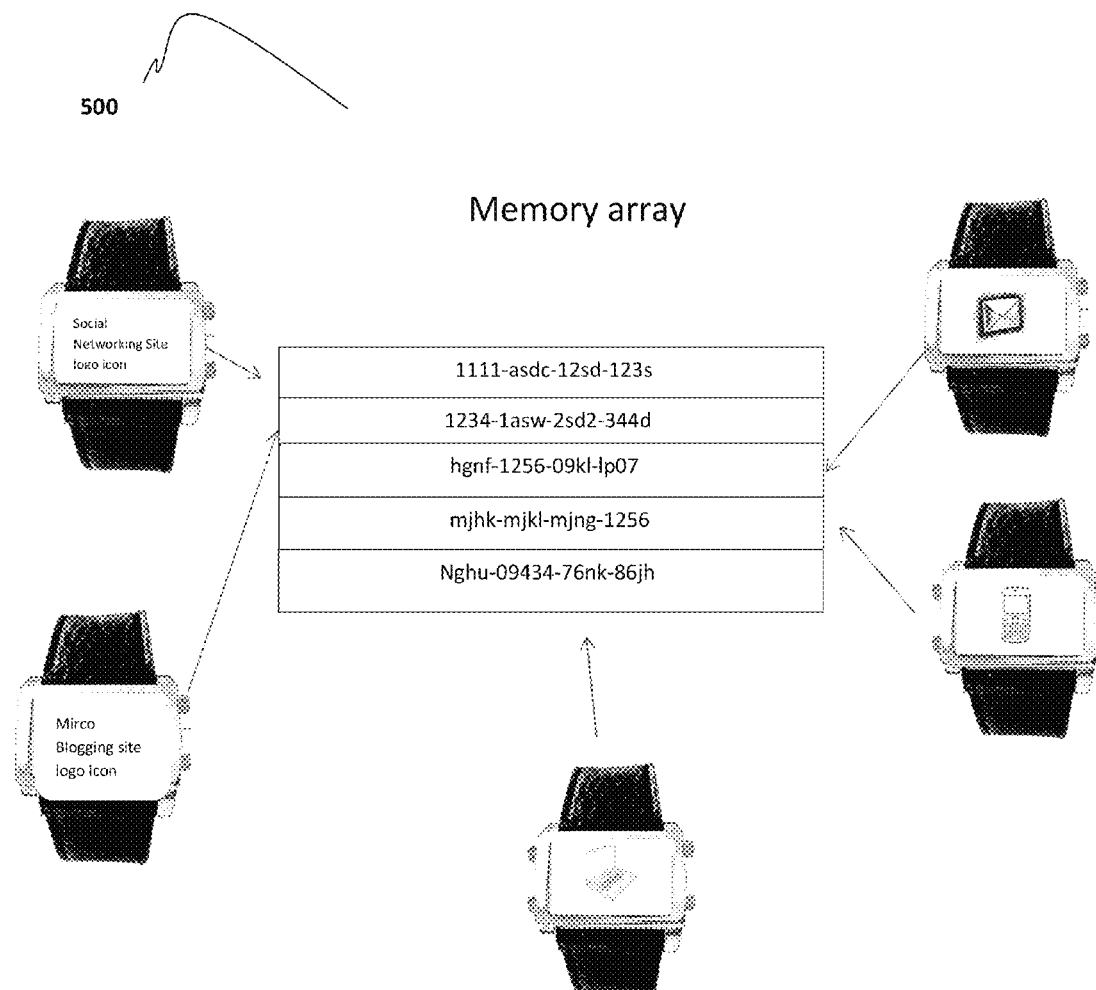 500
Memory array
Social
Networking Site
logo icon
1111-asdc-12sd-123s
1234-1asw-2sd2-344d
hgnf-1256-09kl-lp07
mjhk-mjkl-mjng-1256
Nghu-09434-76nk-86jh
Mirco
Blogging site
logo icon